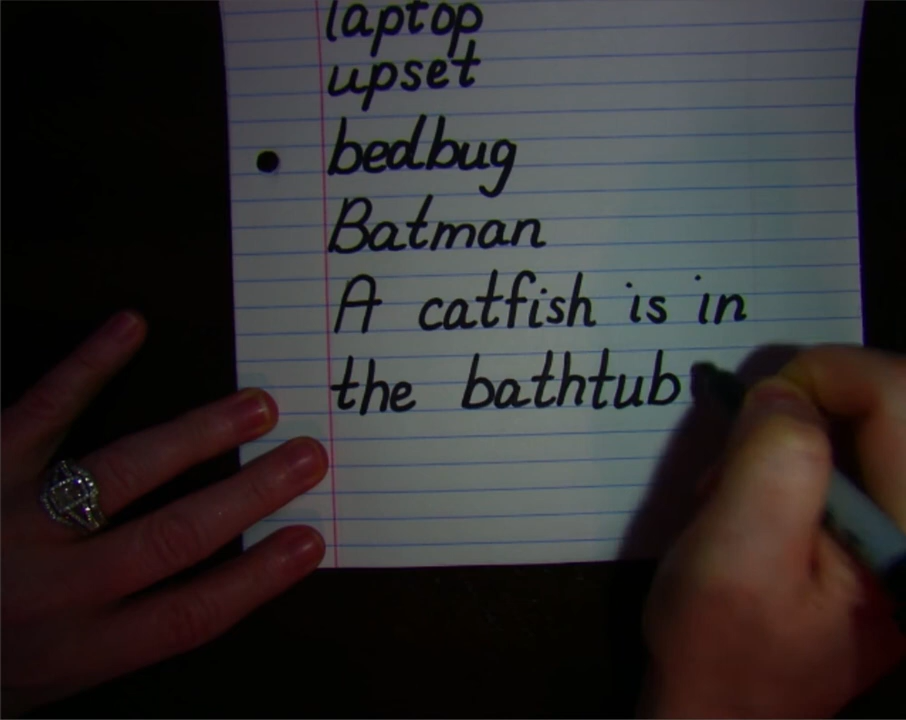 laptop
upset
bedbug
Batman
A catfish is in
the bathtub